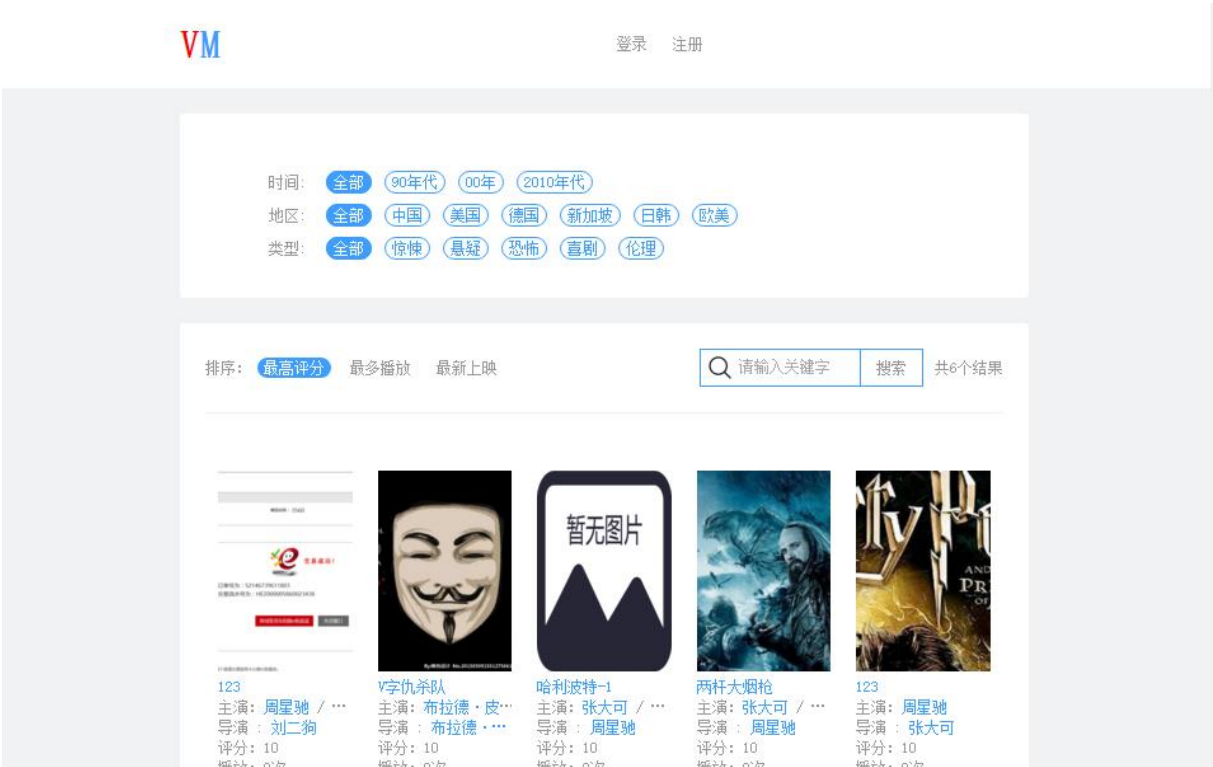 VM 登录 注册
时间: 全部 90年代 00年 2010年代
地区: 全部 中国 美国 德国 新加坡 日韩 欧美
类型: 全部 惊悚 悬疑 恐怖 喜剧 伦理
排序: 最高评分 最多播放 最新上映 请输入关键字 搜索 共6个结果
交易成功!
暂无图片
AND
PR
OF
123 V字仇杀队 哈利波特-1 两杆大烟枪 123
主演: 周星驰 / … 主演: 布拉德·皮… 主演: 张大可 / … 主演: 张大可 / … 主演: 周星驰
导演 : 刘二狗 导演 : 布拉德·… 导演 : 周星驰 导演 : 周星驰 导演 : 张大可
评分: 10 评分: 10 评分: 10 评分: 10 评分: 10